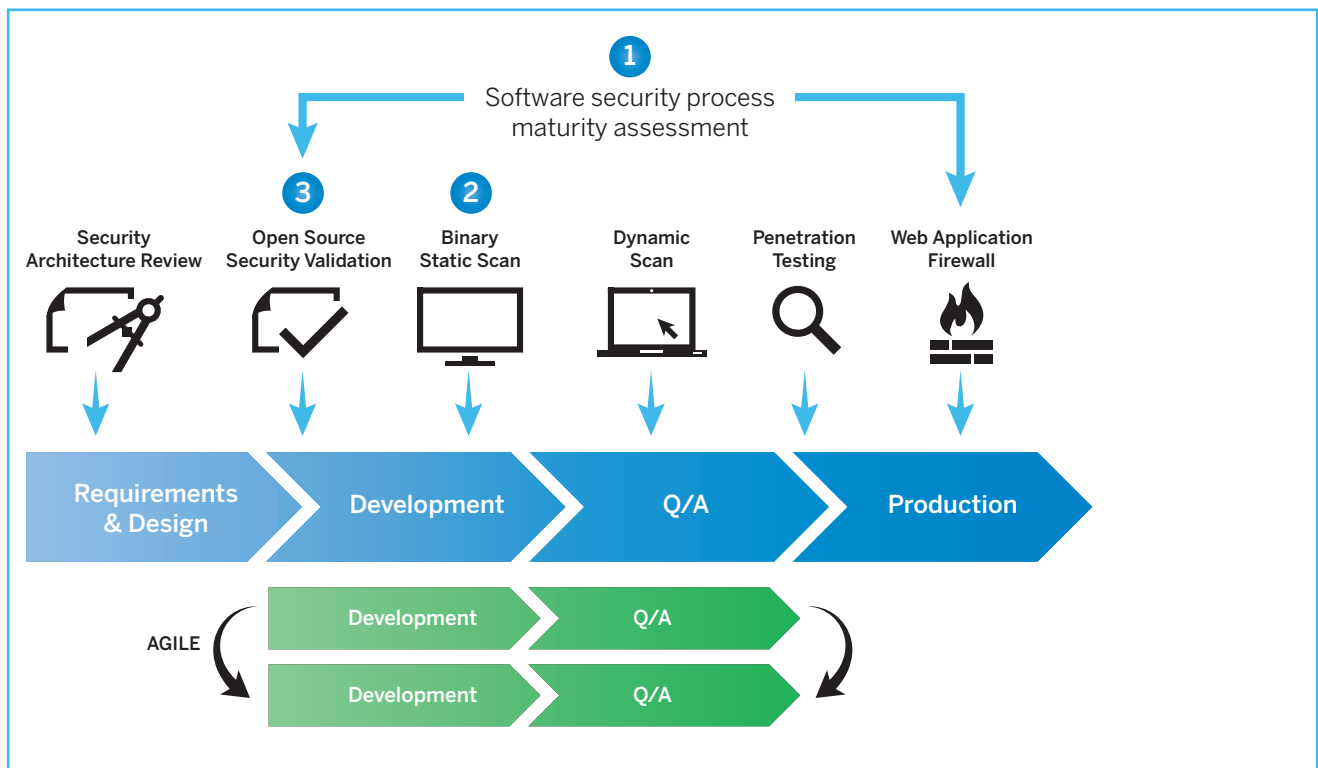 1
Software security process
maturity assessment
3
2
Security
Architecture Review
Open Source
Security Validation
Binary
Static Scan
Dynamic
Scan
Penetration
Testing
Web Application
Firewall
Requirements
& Design
Development
Q/A
Production
AGILE
Development
Q/A
Development
Q/A